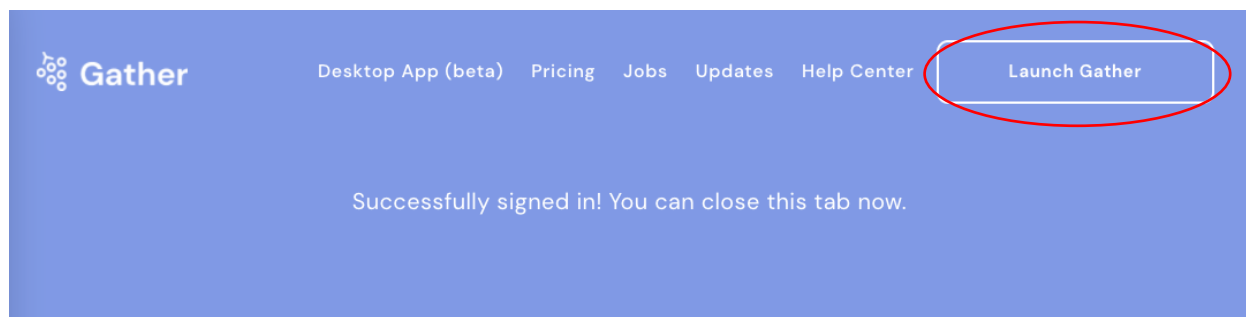 Gather
Desktop App (beta) Pricing Jobs Updates Help Center Launch Gather
Successfully signed in! You can close this tab now.